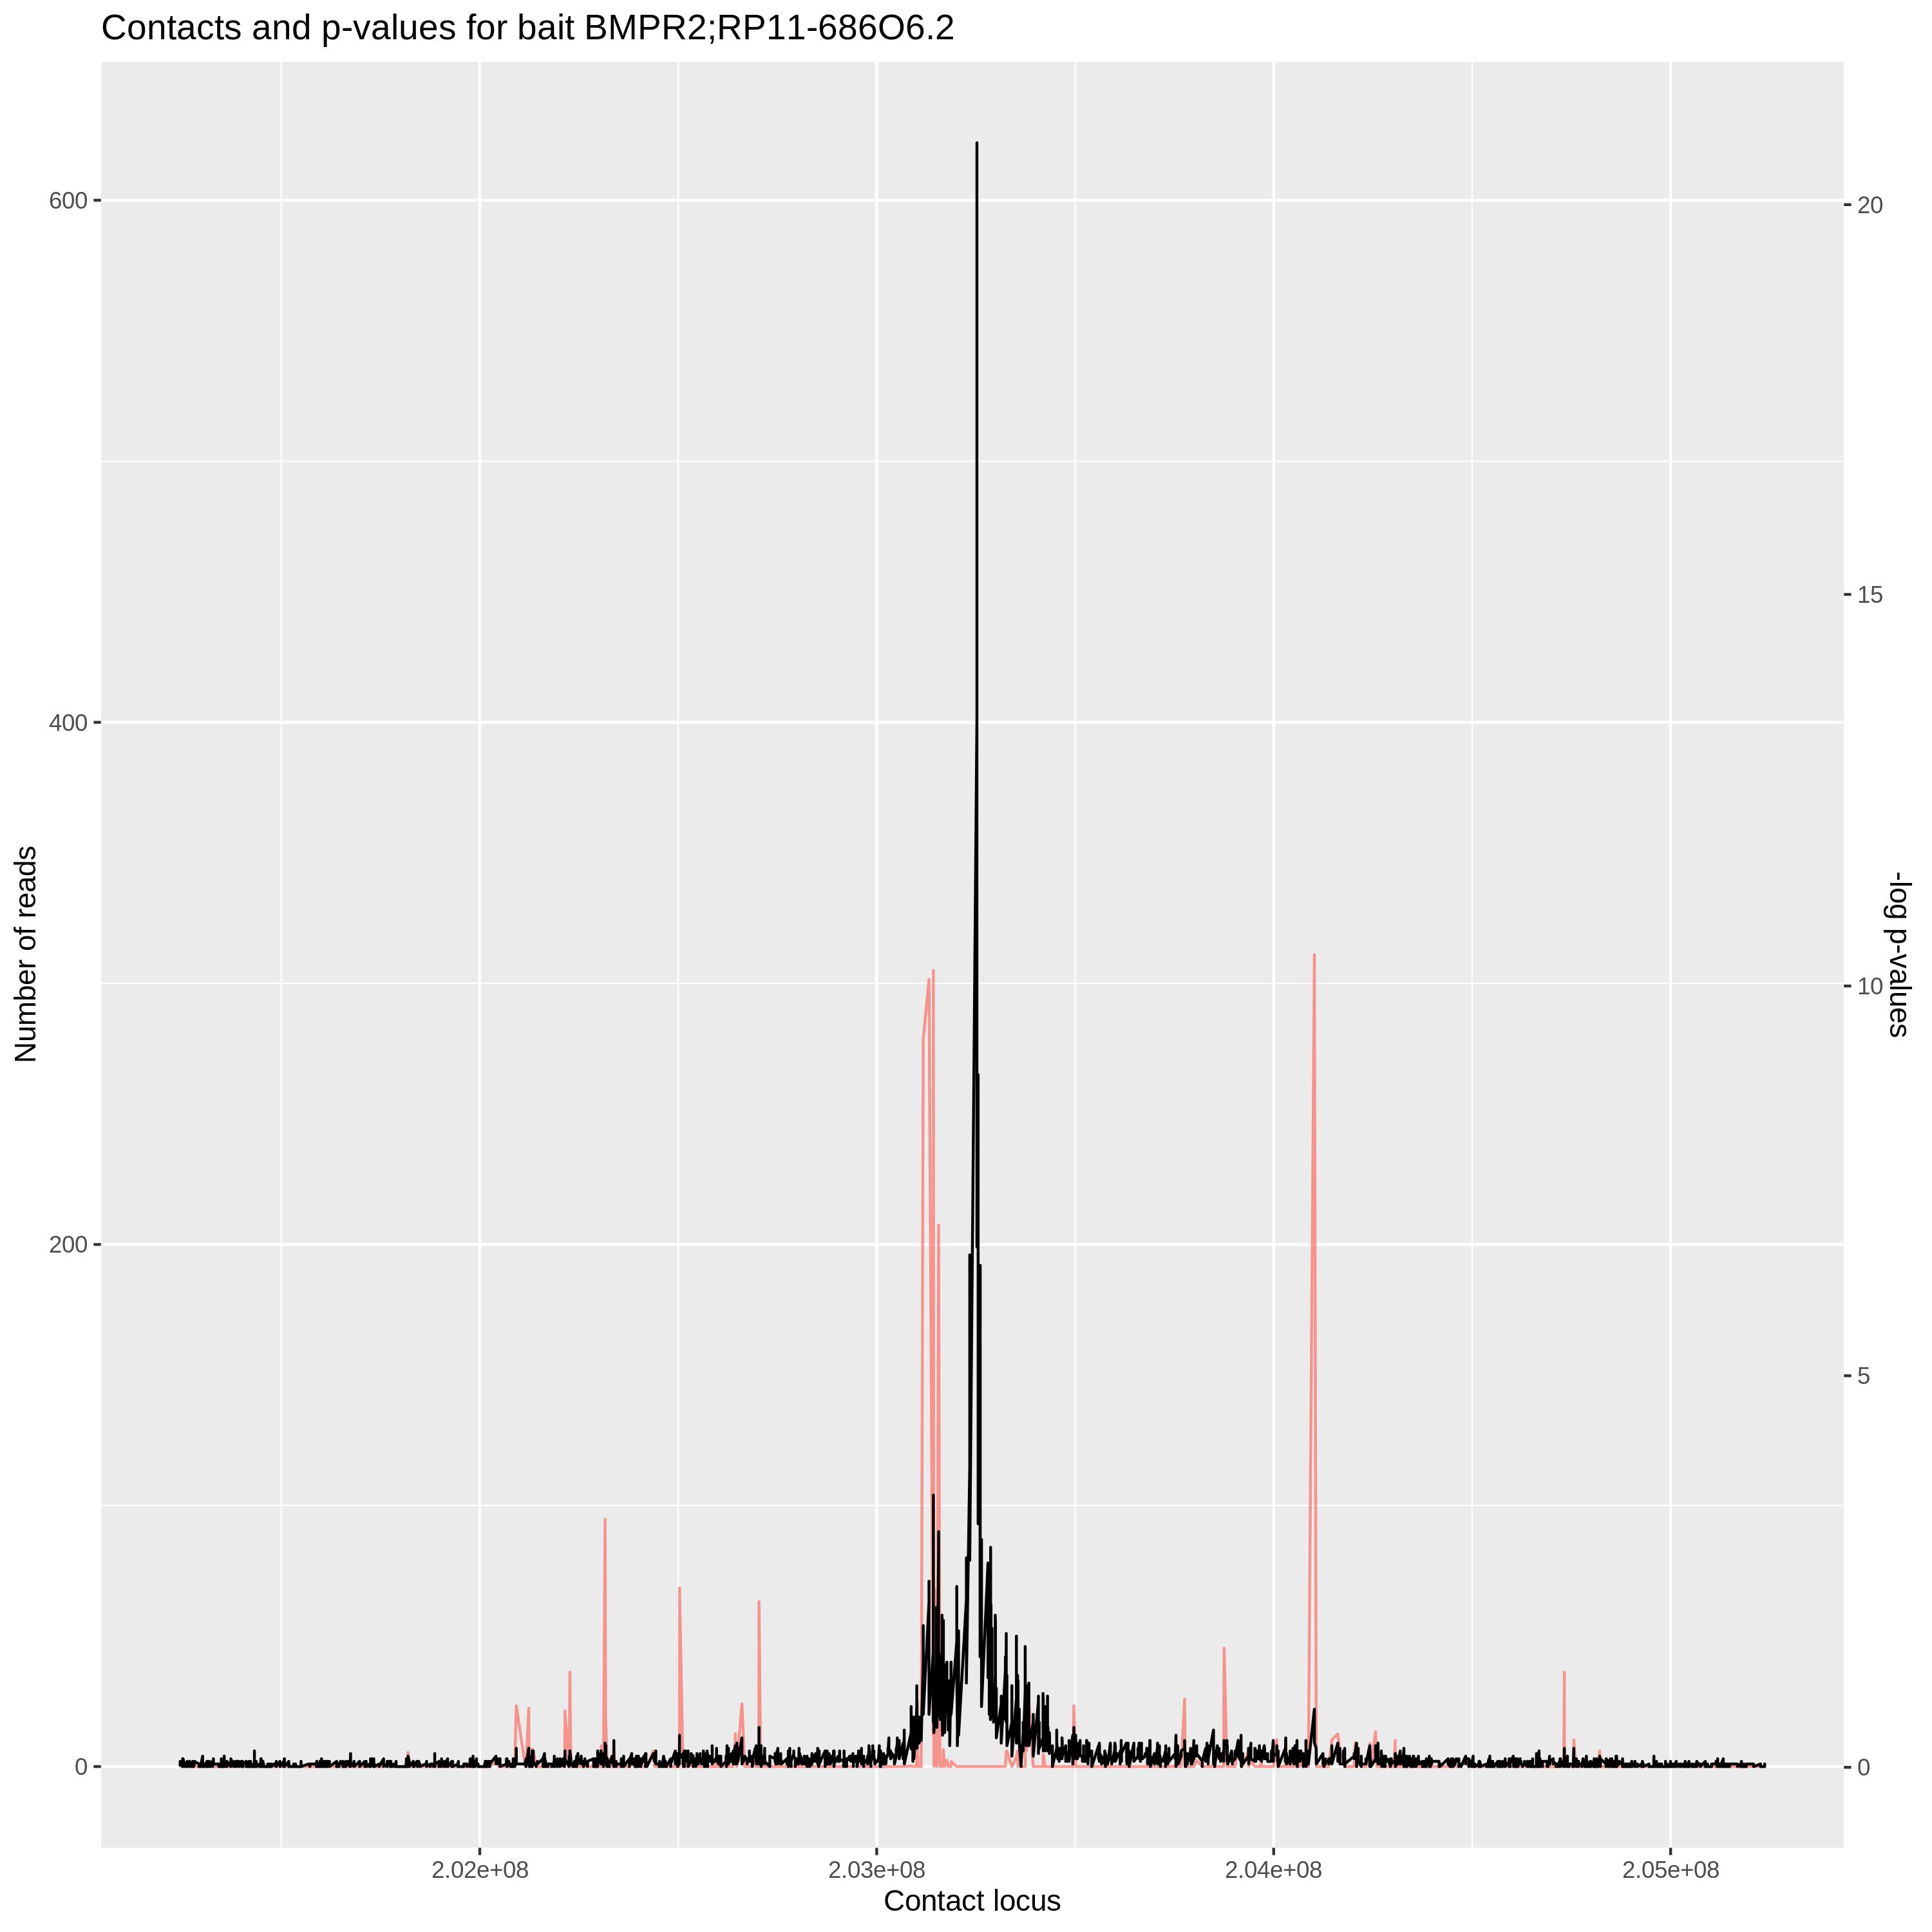 Contacts and p-values for bait BMPR2;RP11-686O6.2
600
400
200
0
Number of reads
20
15
10
5
0
-log p-values
2.02e+08
2.03e+08
2.04e+08
2.05e+08
Contact locus